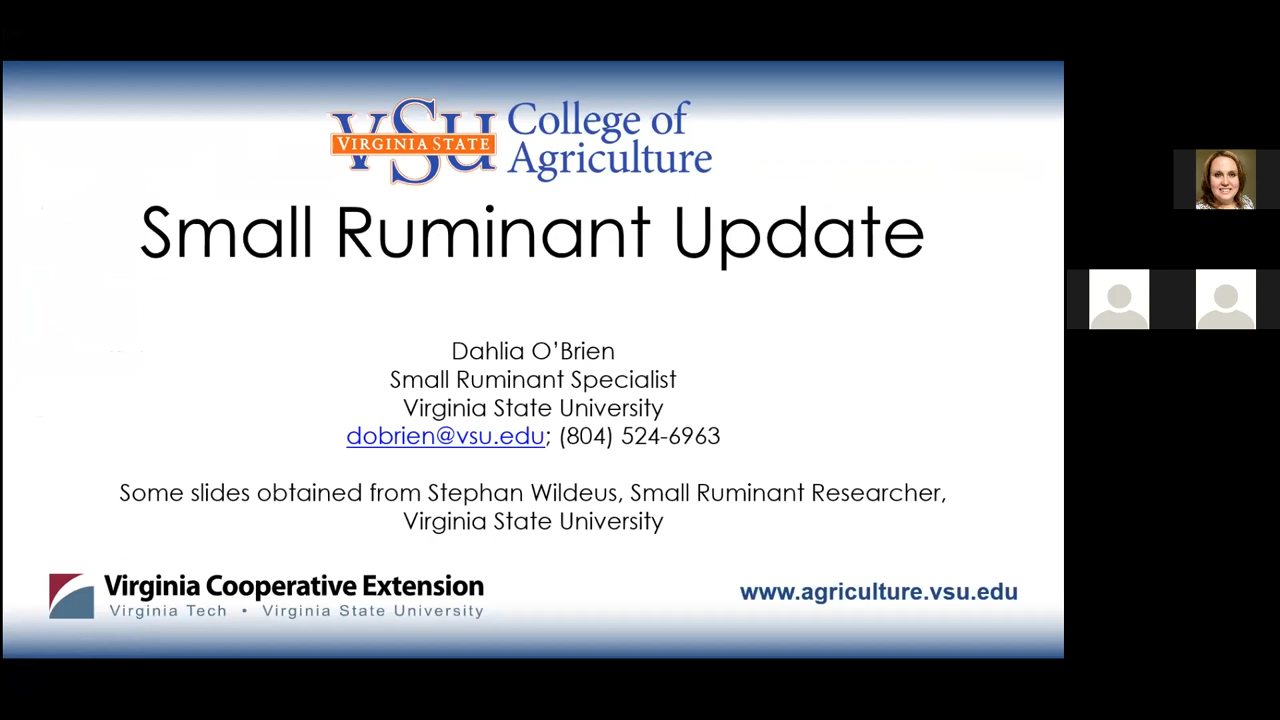 VSU
VIRGINIA STATE
College of
Agriculture
Small Ruminant Update
Dahlia O'Brien
Small Ruminant Specialist
Virginia State University
dobrien@vsu.edu; (804) 524-6963
Some slides obtained from Stephan Wildeus, Small Ruminant Researcher,
Virginia State University
Virginia Cooperative Extension
Virginia Tech • Virginia State University
www.agriculture.vsu.edu